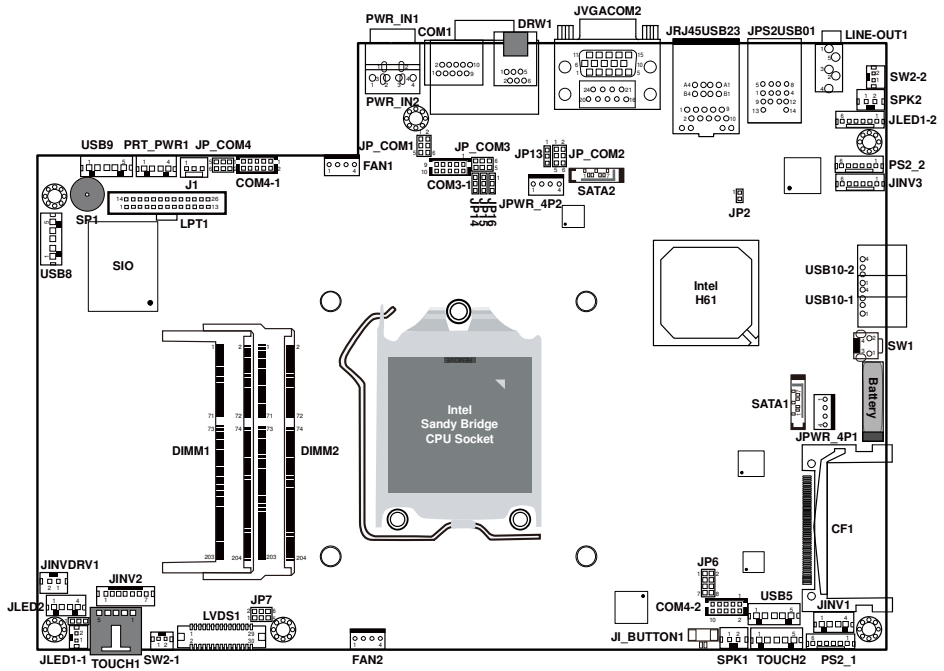 JVGACOM2
PWR_IN1
DRW1
COM1
JRJ45USB23
JPS2USB01
LINE-OUT1
SW2-2
PWR_IN2
SPK2
JLED1-2
USB9
PRT_PWR1
JP_COM4
JP_COM1
JP_COM3
JP13
JP_COM2
PS2_2
J1
COM4-1
FAN1
COM3-1
SATA2
JINV3
JPWR_4P2
JP14
JP15
JP16
JP2
SP1
LPT1
USB8
SIO
USB10-2
Intel
H61
USB10-1
SW1
REMOVE
Battery
SATA1
Intel
Sandy Bridge
CPU Socket
JPWR_4P1
DIMM1
DIMM2
CF1
JINVDRV1
JINV2
JP6
JLED2
JP7
LVDS1
COM4-2
USB5
JINV1
JI_BUTTON1
JLED1-1
TOUCH1
SW2-1
FAN2
SPK1
TOUCH2
PS2_1